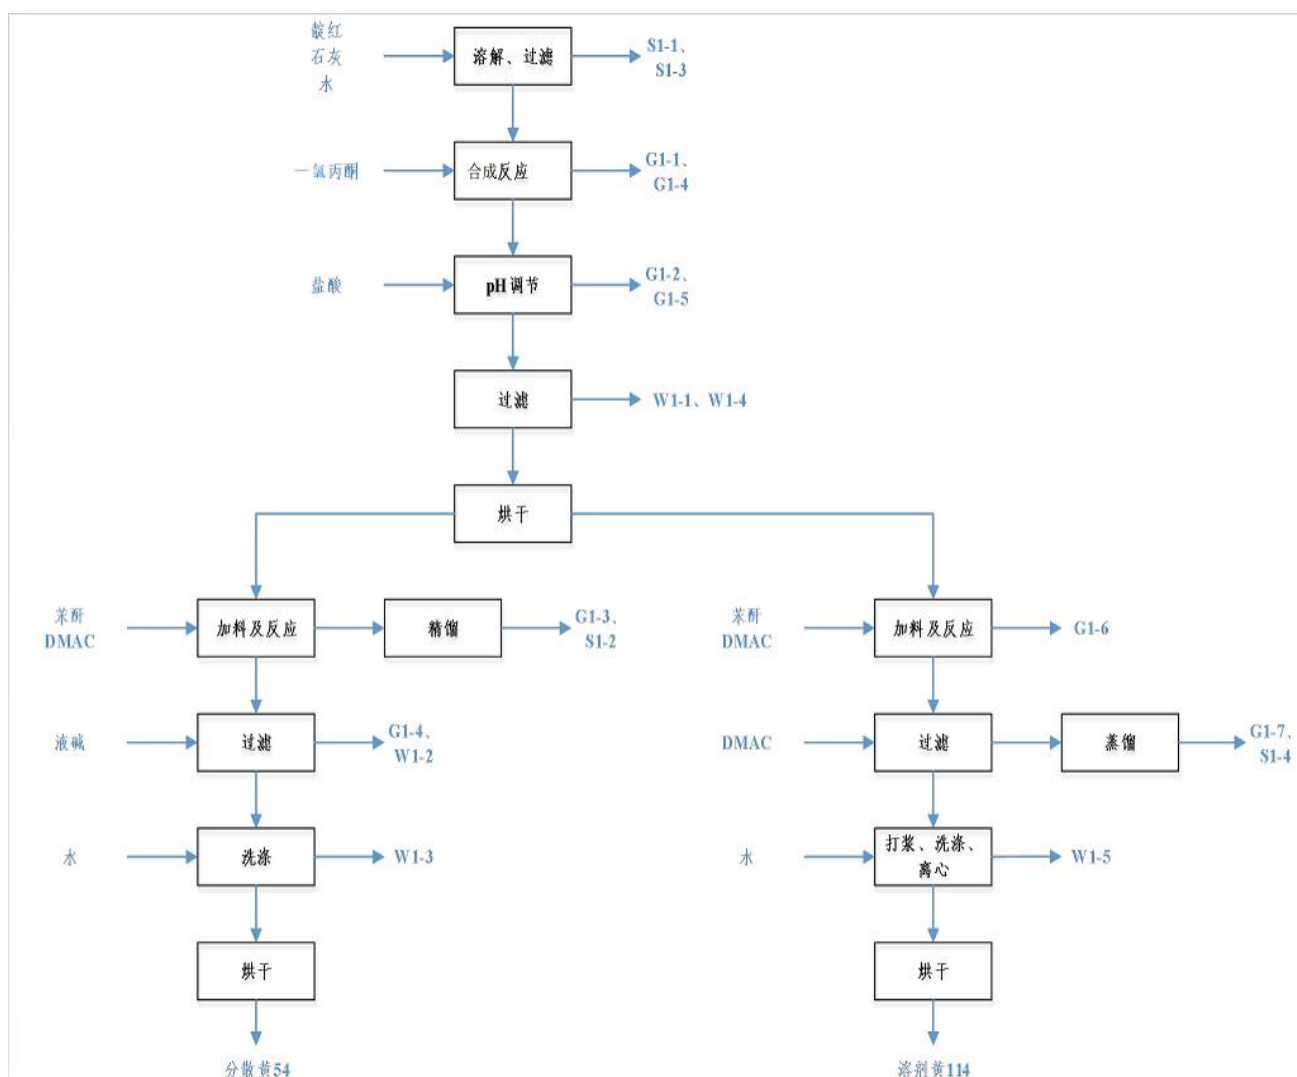 靛红
石灰
水
溶解、过滤
S1-1、
S1-3
一氯丙酮
合成反应
G1-1、
G1-4
盐酸
pH 调节
G1-2、
G1-5
过滤
W1-1、W1-4
烘干
苯酐
DMAC
加料及反应
精馏
G1-3、
S1-2
苯酐
DMAC
加料及反应
G1-6
液碱
过滤
G1-4、
W1-2
DMAC
过滤
蒸馏
G1-7、
S1-4
水
洗涤
W1-3
水
打浆、洗涤、
离心
W1-5
烘干
烘干
分散黄54
溶剂黄114